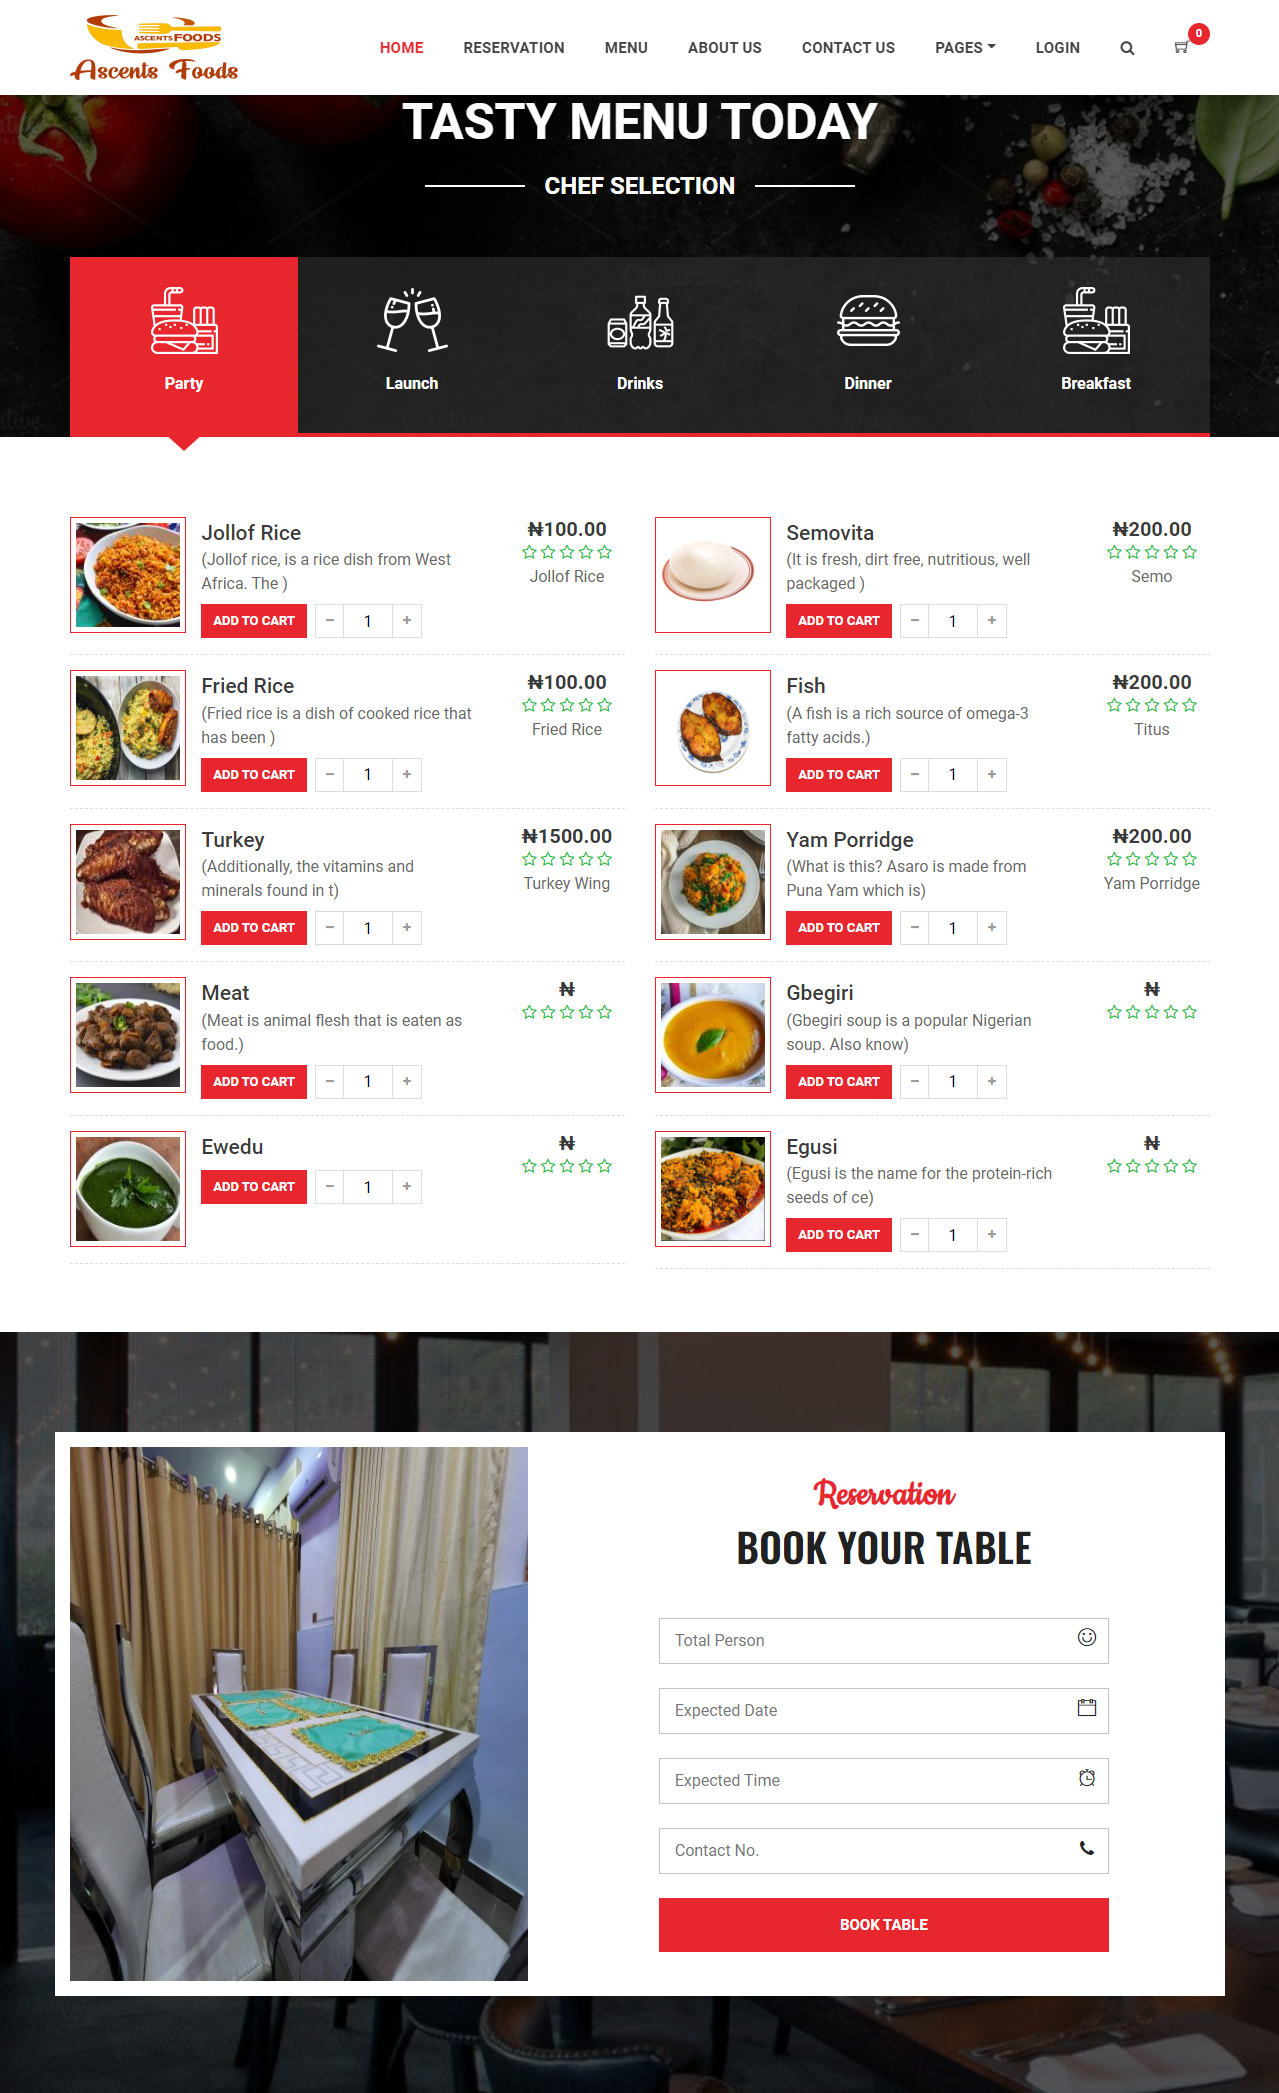 ASCENTS FOODS
Ascents Foods
HOME
RESERVATION
MENU
ABOUT US
CONTACT US
PAGES
LOGIN
0
TASTY MENU TODAY
CHEF SELECTION
Party
Launch
Drinks
Dinner
Breakfast
Jollof Rice
(Jollof rice, is a rice dish from West
Africa. The )
ADD TO CART
− 1 +
₦100.00
Jollof Rice
Semovita
(It is fresh, dirt free, nutritious, well
packaged )
ADD TO CART
− 1 +
₦200.00
Semo
Fried Rice
(Fried rice is a dish of cooked rice that
has been )
ADD TO CART
− 1 +
₦100.00
Fried Rice
Fish
(A fish is a rich source of omega-3
fatty acids.)
ADD TO CART
− 1 +
₦200.00
Titus
Turkey
(Additionally, the vitamins and
minerals found in t)
ADD TO CART
− 1 +
₦1500.00
Turkey Wing
Yam Porridge
(What is this? Asaro is made from
Puna Yam which is)
ADD TO CART
− 1 +
₦200.00
Yam Porridge
Meat
(Meat is animal flesh that is eaten as
food.)
ADD TO CART
− 1 +
₦
Gbegiri
(Gbegiri soup is a popular Nigerian
soup. Also know)
ADD TO CART
− 1 +
₦
Ewedu
ADD TO CART
− 1 +
₦
Egusi
(Egusi is the name for the protein-rich
seeds of ce)
ADD TO CART
− 1 +
₦
Reservation
BOOK YOUR TABLE
Total Person
Expected Date
Expected Time
Contact No.
BOOK TABLE